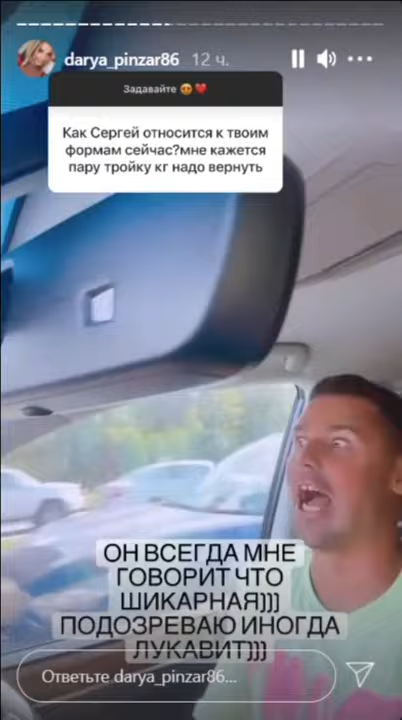 darya_pinzar86 12 ч.
Задавайте 😍❤️
Как Сергей относится к твоим
формам сейчас?мне кажется
пару тройку кг надо вернуть
ОН ВСЕГДА МНЕ
ГОВОРИТ ЧТО
ШИКАРНАЯ)))
ПОДОЗРЕВАЮ ИНОГДА
ЛУКАВИТ)))
Ответьте darya_pinzar86...